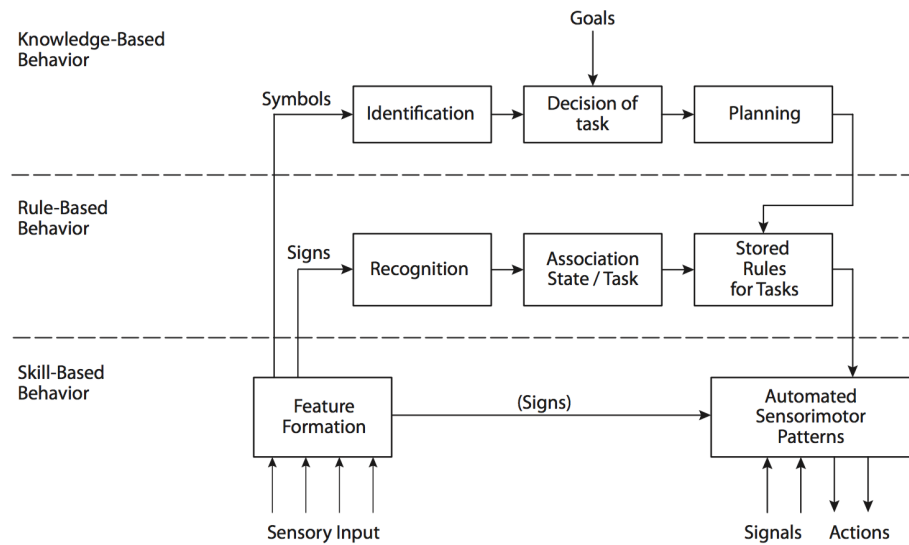 Goals
Knowledge-Based
Behavior
Symbols
Identification
Decision of
task
Planning
Rule-Based
Behavior
Signs
Recognition
Association
State / Task
Stored
Rules
for Tasks
Skill-Based
Behavior
Feature
Formation
(Signs)
Automated
Sensorimotor
Patterns
Sensory Input
Signals
Actions